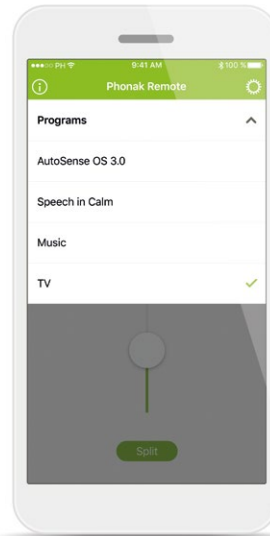 PH 9:41 AM 100 %
Phonak Remote
Programs
AutoSense OS 3.0
Speech in Calm
Music
TV
Split